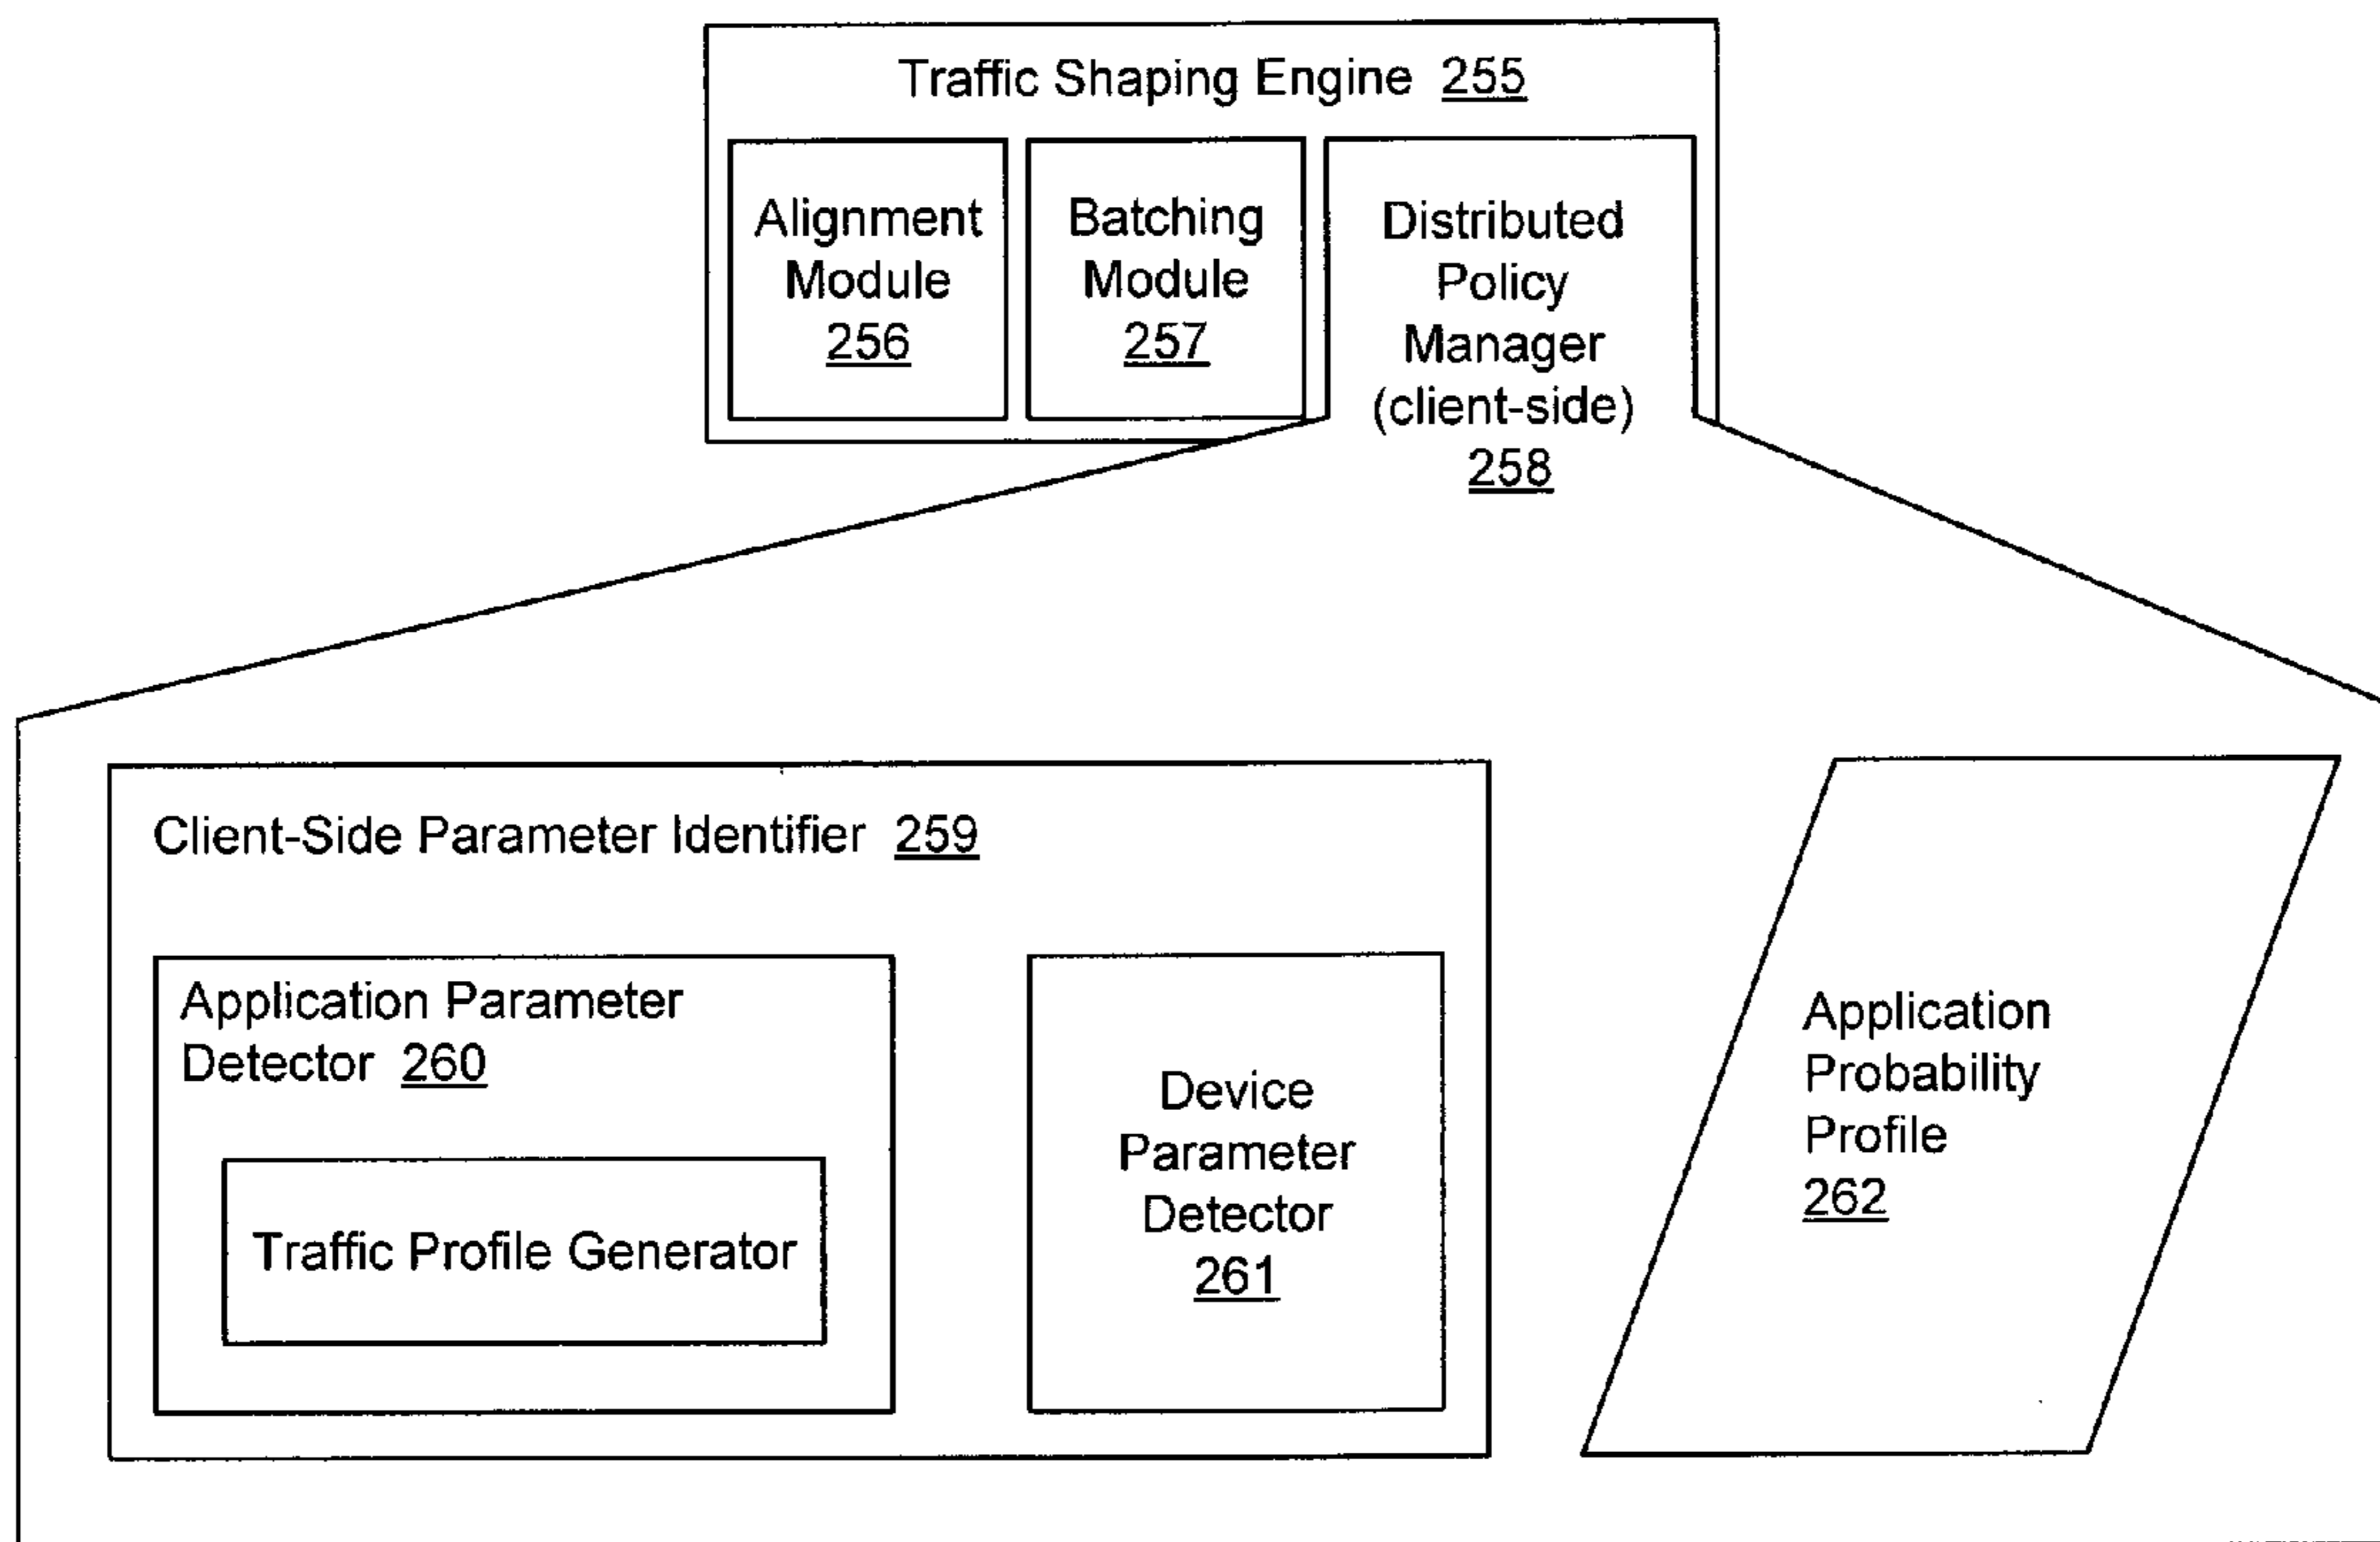 Traffic Shaping Engine 255
Alignment
Module
256
Batching
Module
257
Distributed
Policy
Manager
(client-side)
258
Client-Side Parameter Identifier 259
Application Parameter
Detector 260
Traffic Profile Generator
Device
Parameter
Detector
261
Application
Probability
Profile
262